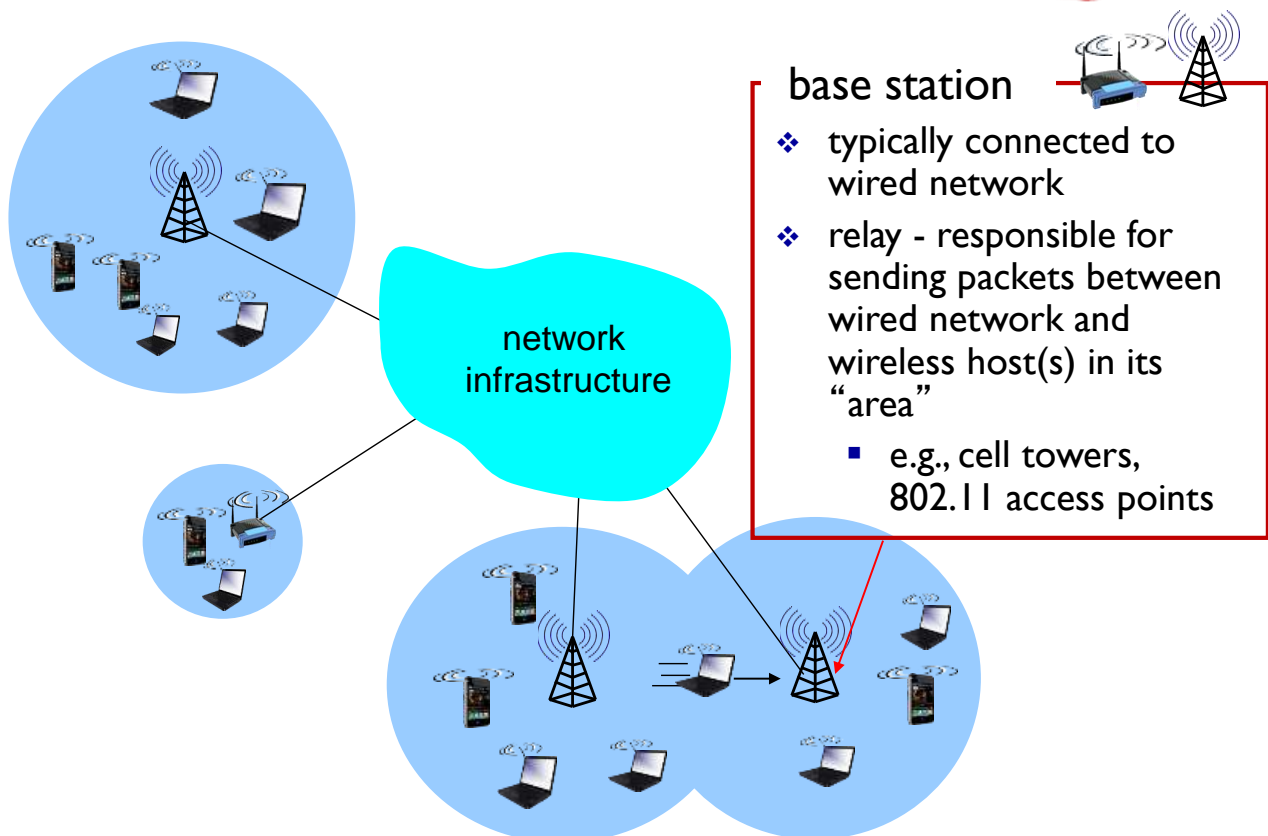 base station
❖ typically connected to
wired network
❖ relay - responsible for
sending packets between
wired network and
wireless host(s) in its
“area”
▪ e.g., cell towers,
802.11 access points
network
infrastructure